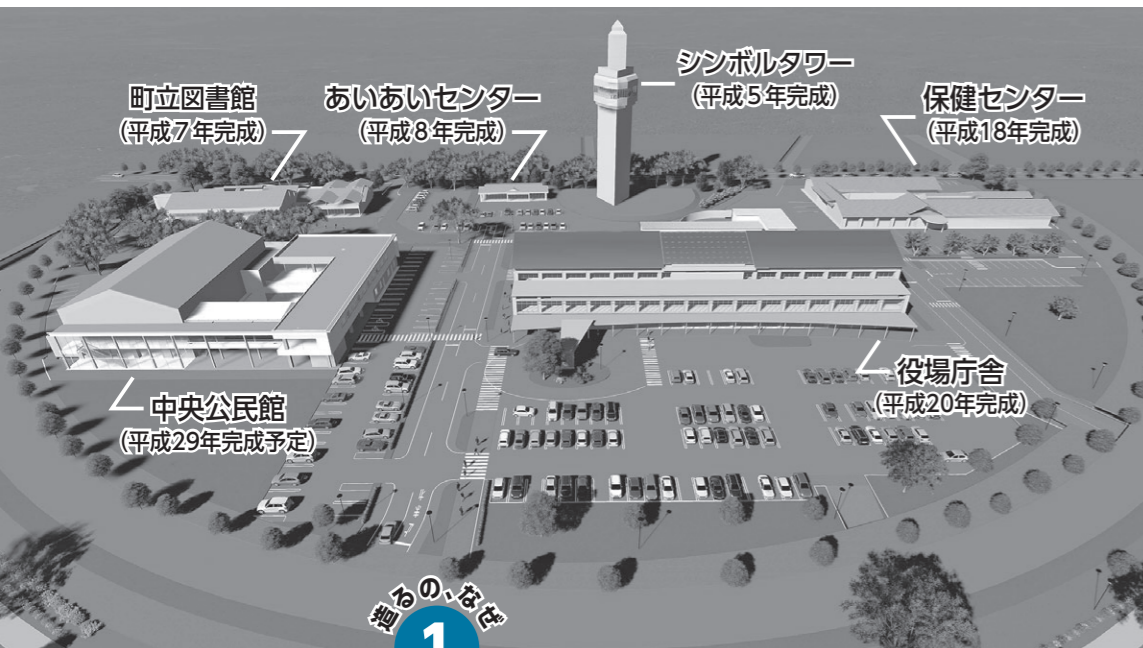 シンボルタワー
(平成5年完成)
町立図書館
(平成7年完成)
あいあいセンター
(平成8年完成)
保健センター
(平成18年完成)
役場庁舎
(平成20年完成)
中央公民館
(平成29年完成予定)
造るの、なぜ
1